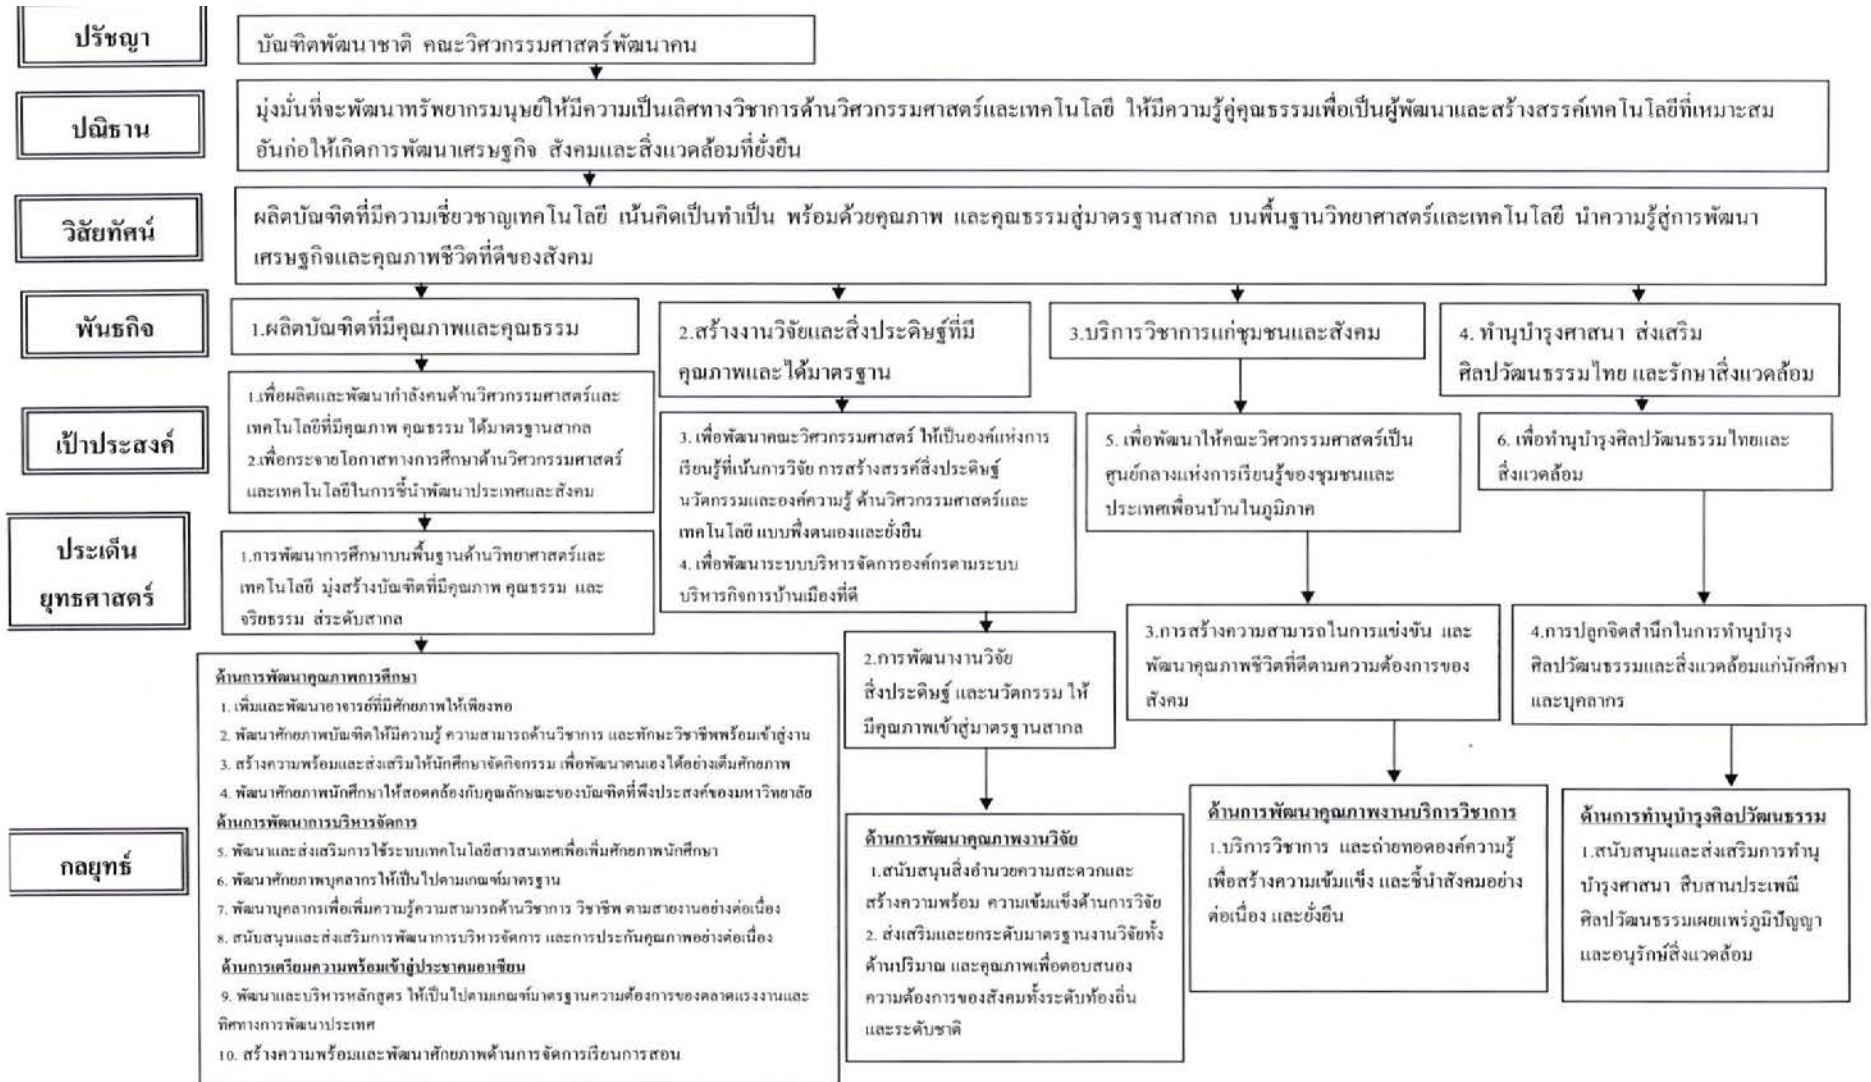 ปรัชญา
บัณฑิตพัฒนาชาติ คณะวิศวกรรมศาสตร์พัฒนาคน
ปณิธาน
มุ่งมั่นที่จะพัฒนาทรัพยากรมนุษย์ให้มีความเป็นเลิศทางวิชาการด้านวิศวกรรมศาสตร์และเทคโนโลยี ให้มีความรู้คู่คุณธรรมเพื่อเป็นผู้พัฒนาและสร้างสรรค์เทคโนโลยีที่เหมาะสม
อันก่อให้เกิดการพัฒนาเศรษฐกิจ สังคมและสิ่งแวดล้อมที่ยั่งยืน
วิสัยทัศน์
ผลิตบัณฑิตที่มีความเชี่ยวชาญเทคโนโลยี เน้นคิดเป็นทำเป็น พร้อมด้วยคุณภาพ และคุณธรรมสู่มาตรฐานสากล บนพื้นฐานวิทยาศาสตร์และเทคโนโลยี นำความรู้สู่การพัฒนา
เศรษฐกิจและคุณภาพชีวิตที่ดีของสังคม
พันธกิจ
1.ผลิตบัณฑิตที่มีคุณภาพและคุณธรรม
2.สร้างงานวิจัยและสิ่งประดิษฐ์ที่มี
คุณภาพและได้มาตรฐาน
3.บริการวิชาการแก่ชุมชนและสังคม
4. ทำนุบำรุงศาสนา ส่งเสริม
ศิลปวัฒนธรรมไทย และรักษาสิ่งแวดล้อม
เป้าประสงค์
1.เพื่อผลิตและพัฒนากำลังคนด้านวิศวกรรมศาสตร์และ
เทคโนโลยีที่มีคุณภาพ คุณธรรม ได้มาตรฐานสากล
2.เพื่อกระจายโอกาสทางการศึกษาด้านวิศวกรรมศาสตร์
และเทคโนโลยีในการชี้นำพัฒนาประเทศและสังคม
3. เพื่อพัฒนาคณะวิศวกรรมศาสตร์ ให้เป็นองค์แห่งการ
เรียนรู้ที่เน้นการวิจัย การสร้างสรรค์สิ่งประดิษฐ์
นวัตกรรมและองค์ความรู้ ด้านวิศวกรรมศาสตร์และ
เทคโนโลยี แบบพึ่งตนเองและยั่งยืน
4. เพื่อพัฒนาระบบบริหารจัดการองค์กรตามระบบ
บริหารกิจการบ้านเมืองที่ดี
5. เพื่อพัฒนาให้คณะวิศวกรรมศาสตร์เป็น
ศูนย์กลางแห่งการเรียนรู้ของชุมชนและ
ประเทศเพื่อนบ้านในภูมิภาค
6. เพื่อทำนุบำรุงศิลปวัฒนธรรมไทยและ
สิ่งแวดล้อม
ประเด็น
ยุทธศาสตร์
1.การพัฒนาการศึกษาบนพื้นฐานด้านวิทยาศาสตร์และ
เทคโนโลยี มุ่งสร้างบัณฑิตที่มีคุณภาพ คุณธรรม และ
จริยธรรม สู่ระดับสากล
2.การพัฒนางานวิจัย
สิ่งประดิษฐ์ และนวัตกรรม ให้
มีคุณภาพเข้าสู่มาตรฐานสากล
3.การสร้างความสามารถในการแข่งขัน และ
พัฒนาคุณภาพชีวิตที่ดีตามความต้องการของ
สังคม
4.การปลูกจิตสำนึกในการทำนุบำรุง
ศิลปวัฒนธรรมและสิ่งแวดล้อมแก่นักศึกษา
และบุคลากร
กลยุทธ์
ด้านการพัฒนาคุณภาพการศึกษา
1. เพิ่มและพัฒนาอาจารย์ที่มีศักยภาพให้เพียงพอ
2. พัฒนาศักยภาพบัณฑิตให้มีความรู้ ความสามารถด้านวิชาการ และทักษะวิชาชีพพร้อมเข้าสู่งาน
3. สร้างความพร้อมและส่งเสริมให้นักศึกษาจัดกิจกรรม เพื่อพัฒนาตนเองได้อย่างเต็มศักยภาพ
4. พัฒนาศักยภาพนักศึกษาให้สอดคล้องกับคุณลักษณะของบัณฑิตที่พึงประสงค์ของมหาวิทยาลัย
ด้านการพัฒนาการบริหารจัดการ
5. พัฒนาและส่งเสริมการใช้ระบบเทคโนโลยีสารสนเทศเพื่อเพิ่มศักยภาพนักศึกษา
6. พัฒนาศักยภาพบุคลากรให้เป็นไปตามเกณฑ์มาตรฐาน
7. พัฒนาบุคลากรเพื่อเพิ่มความรู้ความสามารถด้านวิชาการ วิชาชีพ ตามสายงานอย่างต่อเนื่อง
8. สนับสนุนและส่งเสริมการพัฒนาการบริหารจัดการ และการประกันคุณภาพอย่างต่อเนื่อง
ด้านการเตรียมความพร้อมเข้าสู่ประชาคมอาเซียน
9. พัฒนาและบริหารหลักสูตร ให้เป็นไปตามเกณฑ์มาตรฐานความต้องการของตลาดแรงงานและ
ทิศทางการพัฒนาประเทศ
10. สร้างความพร้อมและพัฒนาศักยภาพด้านการจัดการเรียนการสอน
ด้านการพัฒนาคุณภาพงานวิจัย
1.สนับสนุนสิ่งอำนวยความสะดวกและ
สร้างความพร้อม ความเข้มแข็งด้านการวิจัย
2. ส่งเสริมและยกระดับมาตรฐานงานวิจัยทั้ง
ด้านปริมาณ และคุณภาพเพื่อตอบสนอง
ความต้องการของสังคมทั้งระดับท้องถิ่น
และระดับชาติ
ด้านการพัฒนาคุณภาพงานบริการวิชาการ
1.บริการวิชาการ และถ่ายทอดองค์ความรู้
เพื่อสร้างความเข้มแข็ง และชี้นำสังคมอย่าง
ต่อเนื่อง และยั่งยืน
ด้านการทำนุบำรุงศิลปวัฒนธรรม
1.สนับสนุนและส่งเสริมการทำนุ
บำรุงศาสนา สืบสานประเพณี
ศิลปวัฒนธรรมเผยแพร่ภูมิปัญญา
และอนุรักษ์สิ่งแวดล้อม